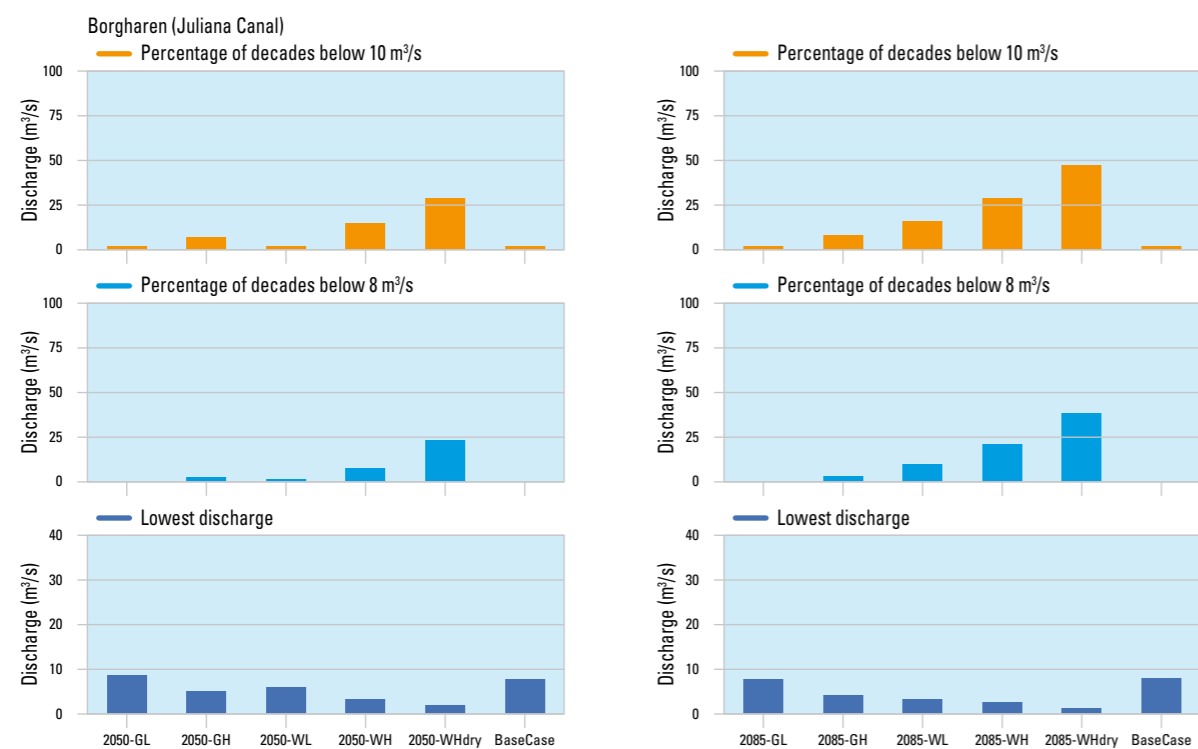 Borgharen (Juliana Canal)
Percentage of decades below 10 m³/s
100
75
50
25
0
Discharge (m³/s)
Percentage of decades below 10 m³/s
100
75
50
25
0
Discharge (m³/s)
Percentage of decades below 8 m³/s
100
75
50
25
0
Discharge (m³/s)
Percentage of decades below 8 m³/s
100
75
50
25
0
Discharge (m³/s)
Lowest discharge
40
30
20
10
0
Discharge (m³/s)
2050-GL 2050-GH 2050-WL 2050-WH 2050-WHdry BaseCase
Lowest discharge
40
30
20
10
0
Discharge (m³/s)
2085-GL 2085-GH 2085-WL 2085-WH 2085-WHdry BaseCase